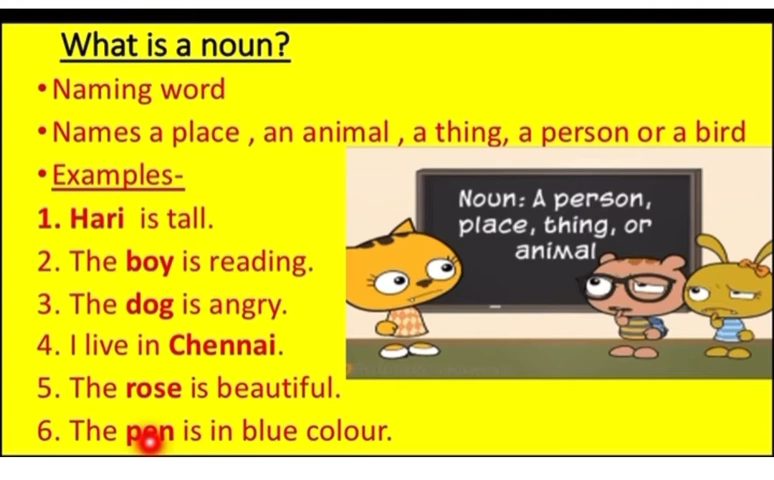 What is a noun?
• Naming word
• Names a place , an animal , a thing, a person or a bird
• Examples-
1. Hari is tall.
2. The boy is reading.
3. The dog is angry.
4. I live in Chennai.
5. The rose is beautiful.
6. The pen is in blue colour.
Noun: A person,
place, thing, or
animal